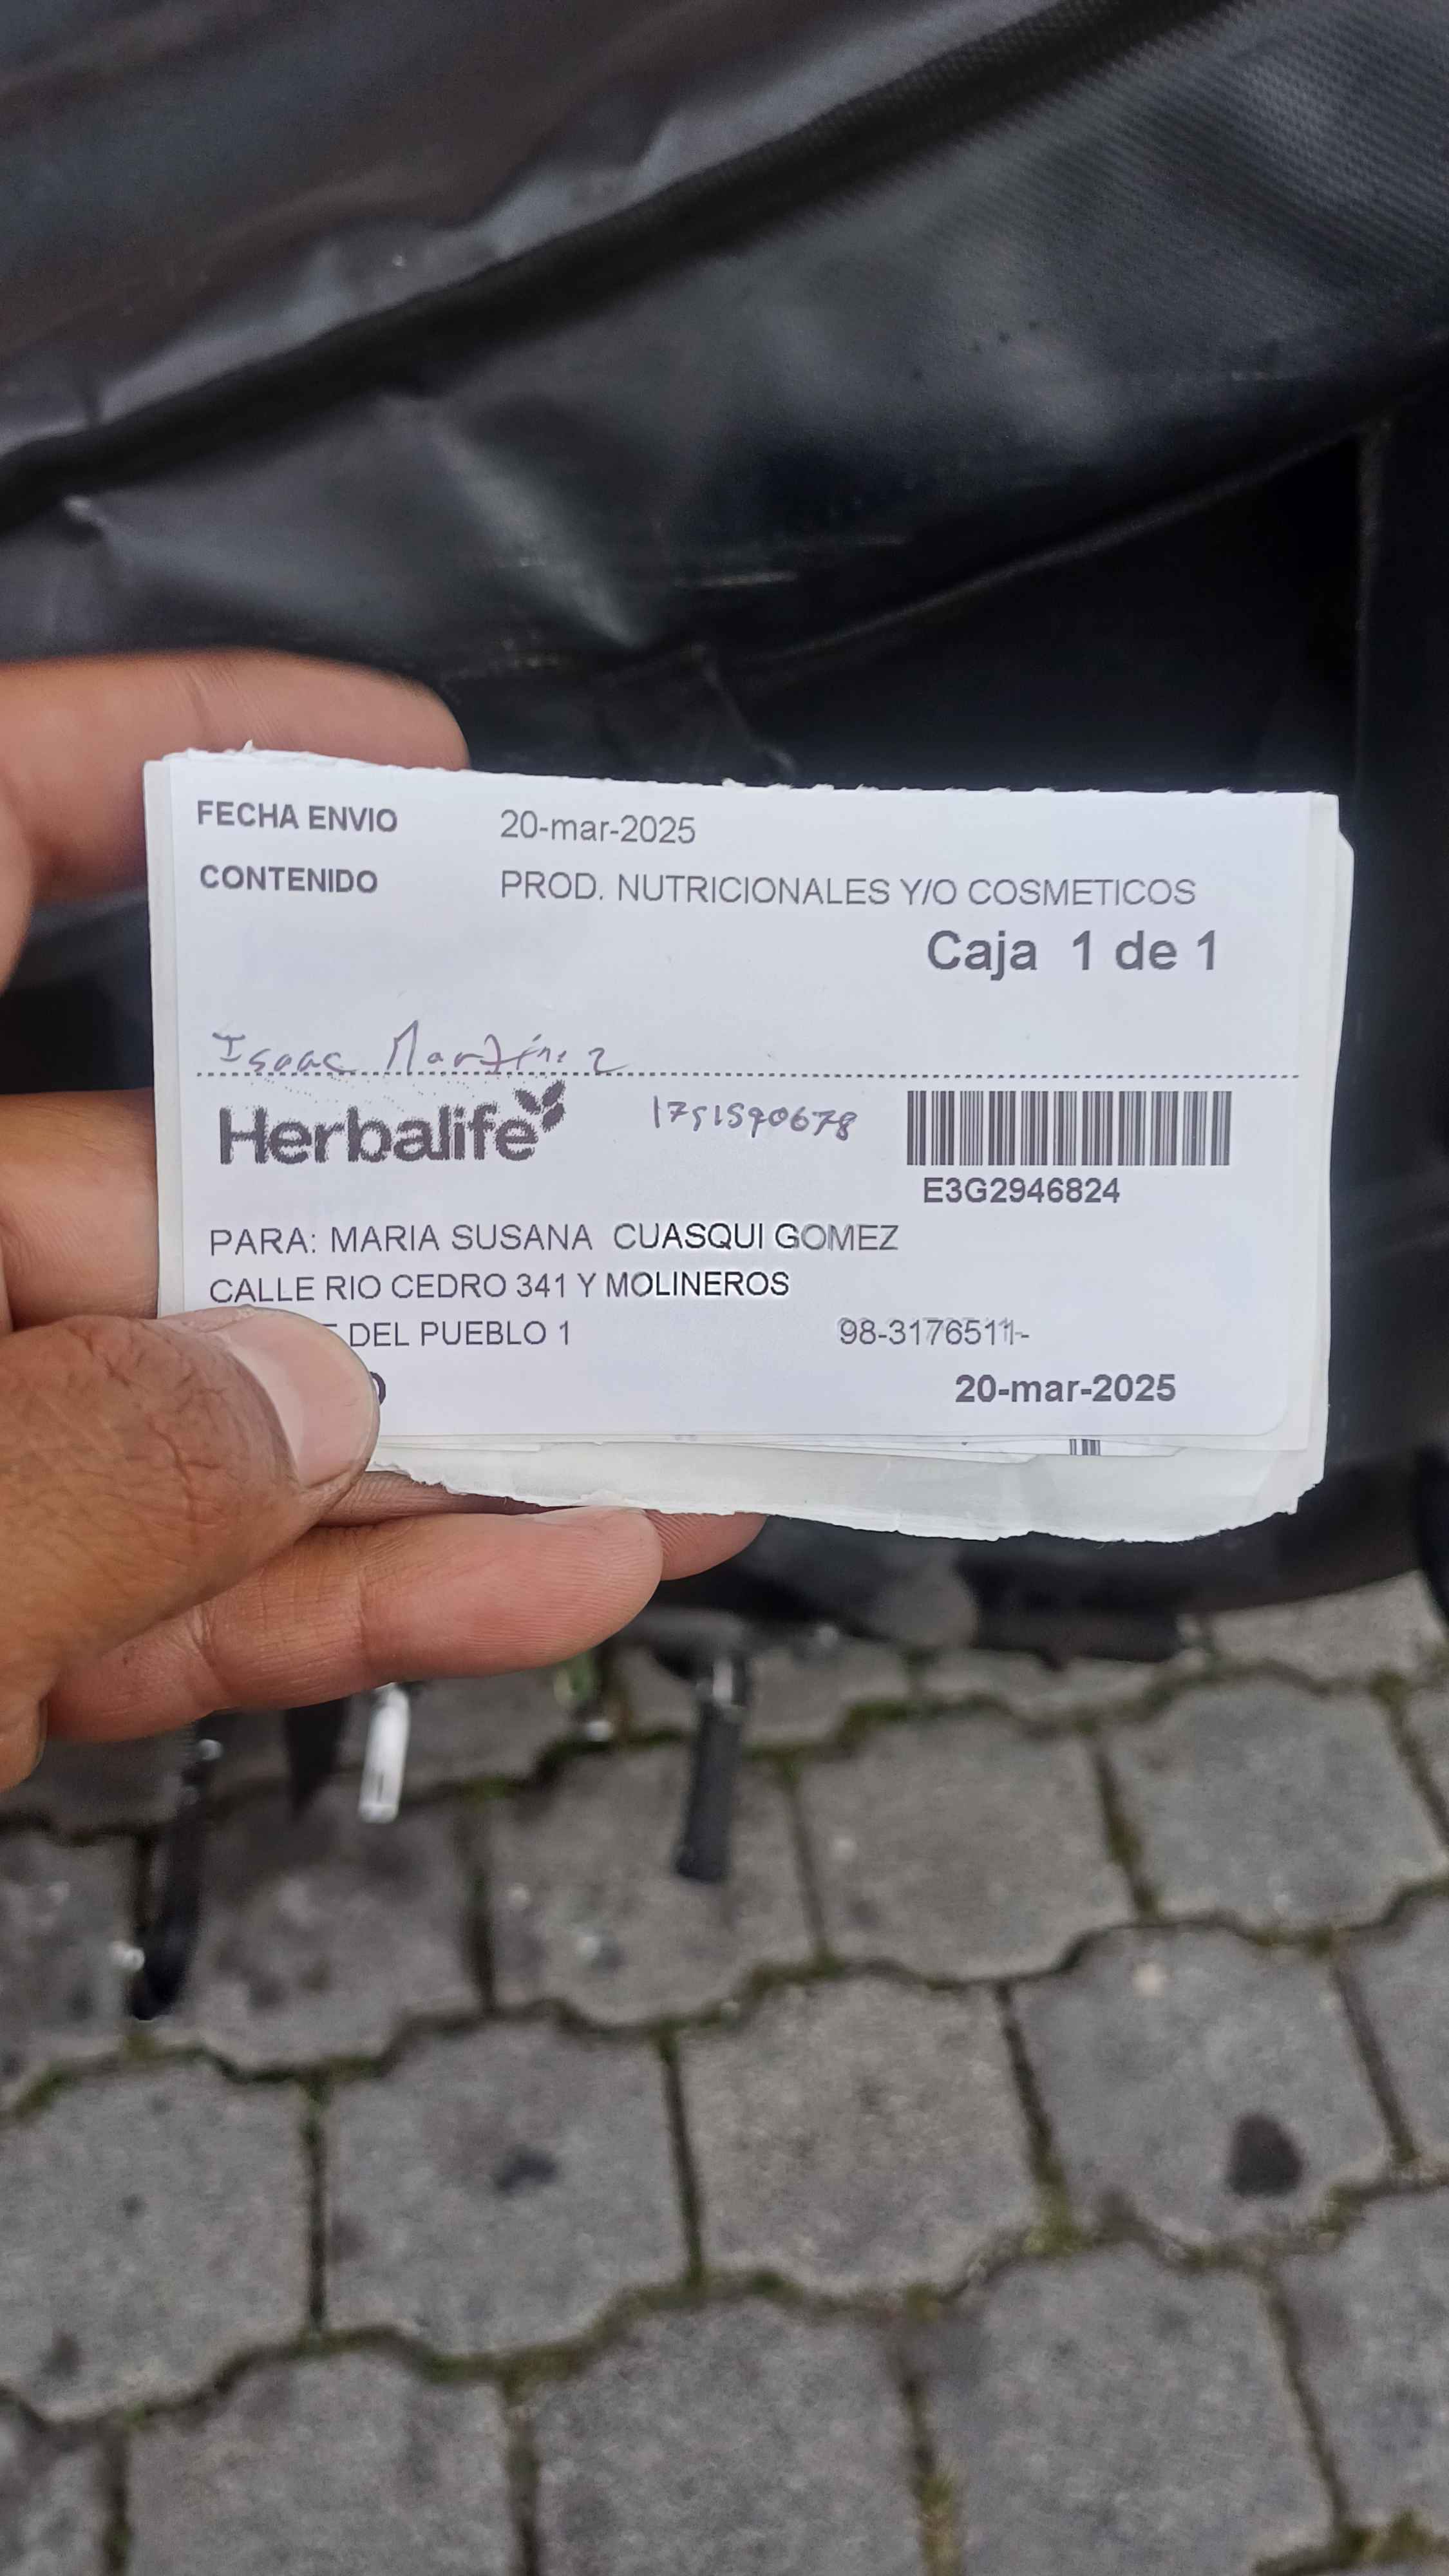 FECHA ENVIO 20-mar-2025
CONTENIDO PROD. NUTRICIONALES Y/O COSMETICOS
Caja 1 de 1
Isaac Martínez
Herbalife 1751590678
E3G2946824
PARA: MARIA SUSANA CUASQUI GOMEZ
CALLE RIO CEDRO 341 Y MOLINEROS
DEL PUEBLO 1 98-3176511-
20-mar-2025